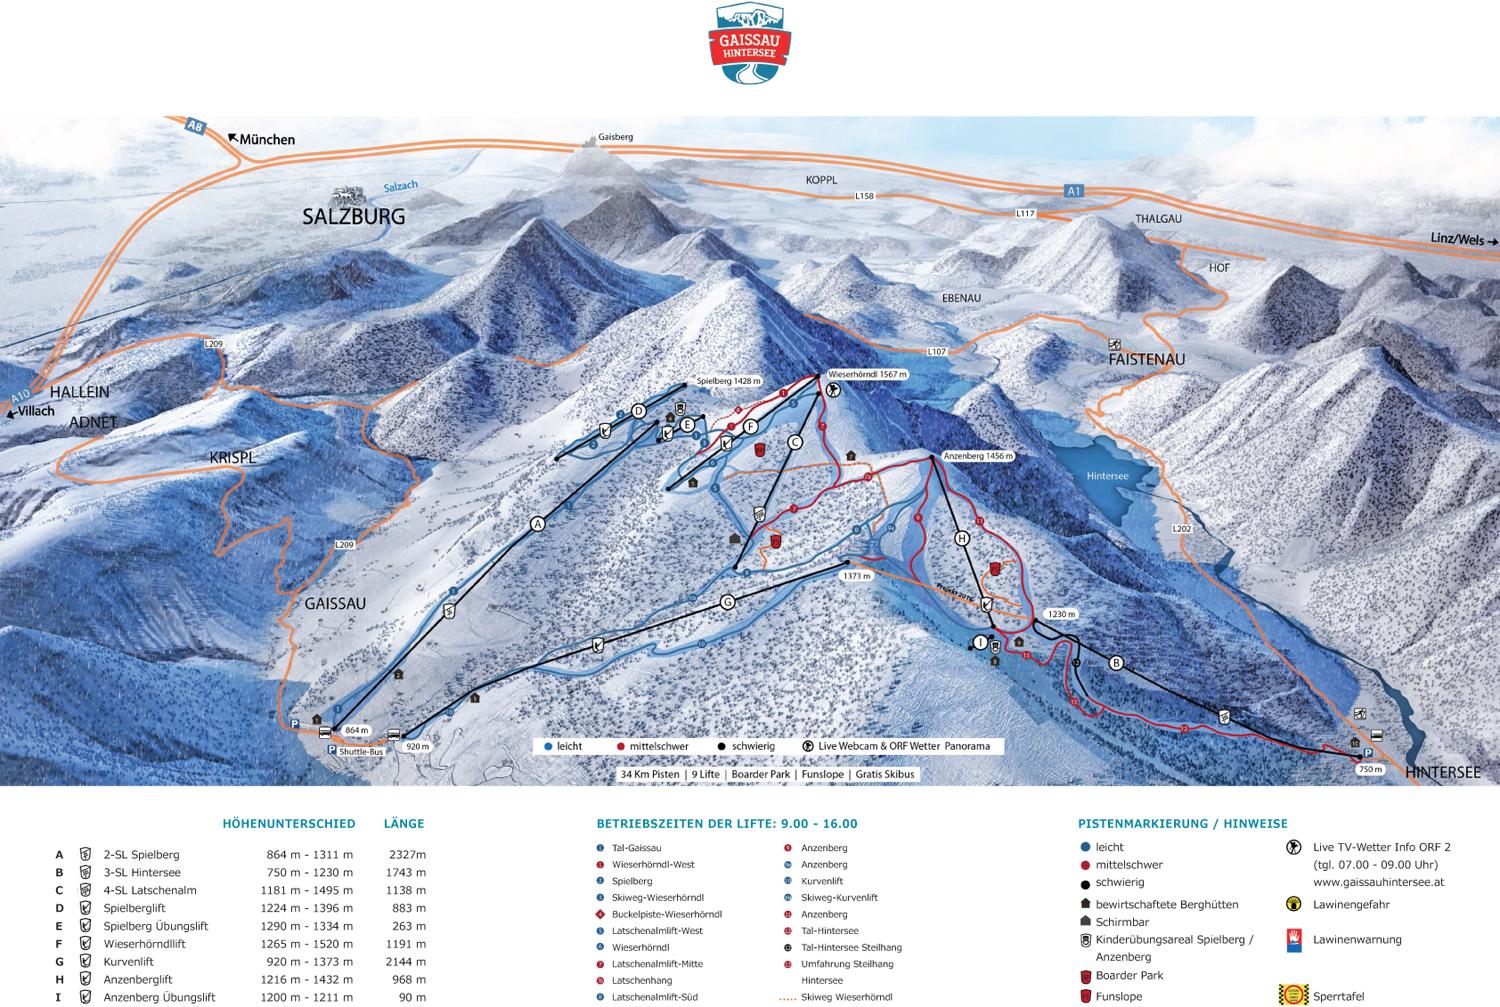 GAISSAU
HINTERSEE
A8
München
Gaisberg
Salzach
SALZBURG
KOPPL
L158
A1
L117
THALGAU
Linz/Wels
HOF
EBENAU
L209
L107
FAISTENAU
A10
HALLEIN
Villach
ADNET
KRISPL
Spielberg 1428 m
Wieserhörndl 1567 m
D
E
F
C
Anzenberg 1456 m
Hintersee
A
L202
L209
H
1373 m
Projekt 2016
GAISSAU
G
1230 m
I
B
P
864 m
P
Shuttle-Bus
920 m
P
750 m
HINTERSEE
leicht
mittelschwer
schwierig
Live Webcam & ORF Wetter Panorama
34 Km Pisten | 9 Lifte | Boarder Park | Funslope | Gratis Skibus
HÖHENUNTERSCHIED LÄNGE
A 2-SL Spielberg 864 m - 1311 m 2327m
B 3-SL Hintersee 750 m - 1230 m 1743 m
C 4-SL Latschenalm 1181 m - 1495 m 1138 m
D Spielberglift 1224 m - 1396 m 883 m
E Spielberg Übungslift 1290 m - 1334 m 263 m
F Wieserhörndllift 1265 m - 1520 m 1191 m
G Kurvenlift 920 m - 1373 m 2144 m
H Anzenberglift 1216 m - 1432 m 968 m
I Anzenberg Übungslift 1200 m - 1211 m 90 m
BETRIEBSZEITEN DER LIFTE: 9.00 - 16.00
1 Tal-Gaissau
1 Wieserhörndl-West
2 Spielberg
3 Skiweg-Wieserhörndl
4 Buckelpiste-Wieserhörndl
5 Latschenalmlift-West
6 Wieserhörndl
7 Latschenalmlift-Mitte
Latschenhang
8 Latschenalmlift-Süd
9 Anzenberg
Anzenberg
10 Kurvenlift
Skiweg-Kurvenlift
11 Anzenberg
12 Tal-Hintersee
12 Tal-Hintersee Steilhang
13 Umfahrung Steilhang
Hintersee
Skiweg Wieserhörndl
PISTENMARKIERUNG / HINWEISE
leicht
mittelschwer
schwierig
bewirtschaftete Berghütten
Schirmbar
Kinderübungsareal Spielberg /
Anzenberg
Boarder Park
Funslope
Live TV-Wetter Info ORF 2
(tgl. 07.00 - 09.00 Uhr)
www.gaissauhintersee.at
Lawinengefahr
Lawinenwarnung
Sperrtafel